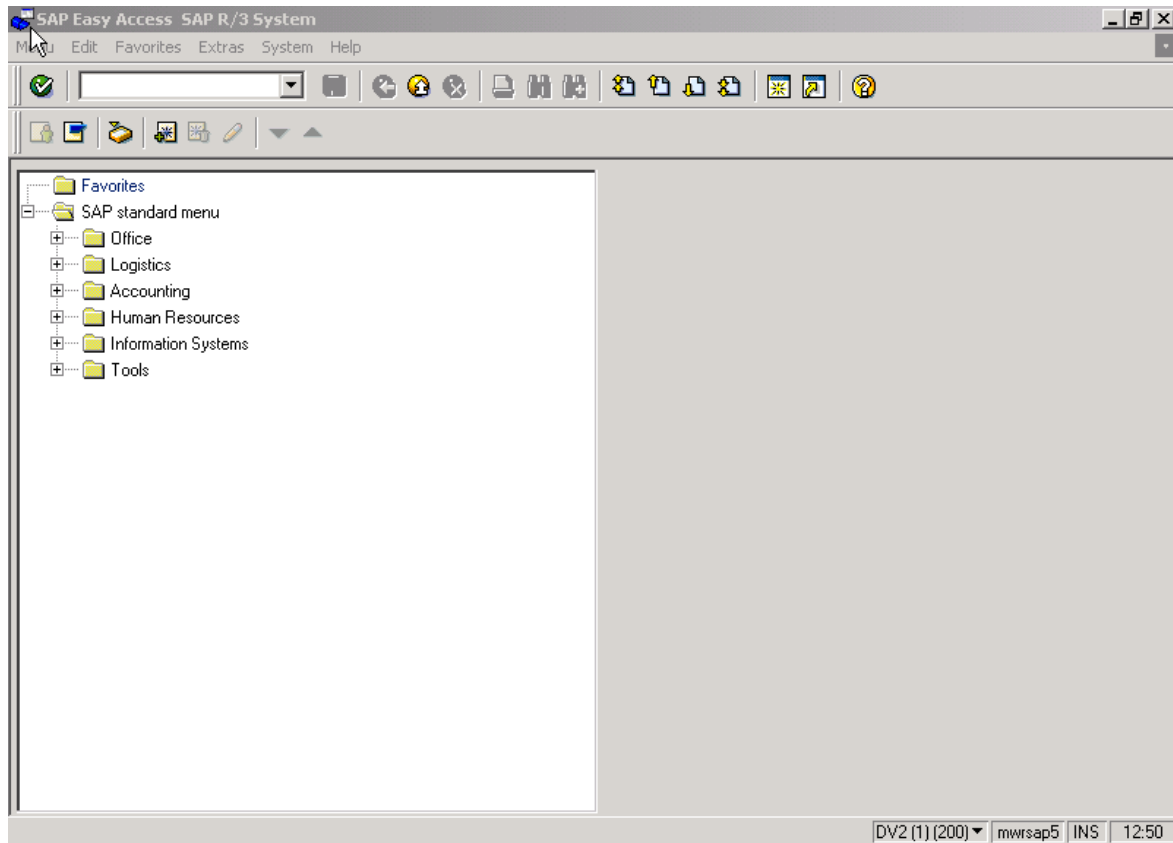 SAP Easy Access SAP R/3 System
Menu Edit Favorites Extras System Help
Favorites
SAP standard menu
Office
Logistics
Accounting
Human Resources
Information Systems
Tools
DV2 (1) (200) mwrsap5 INS 12:50